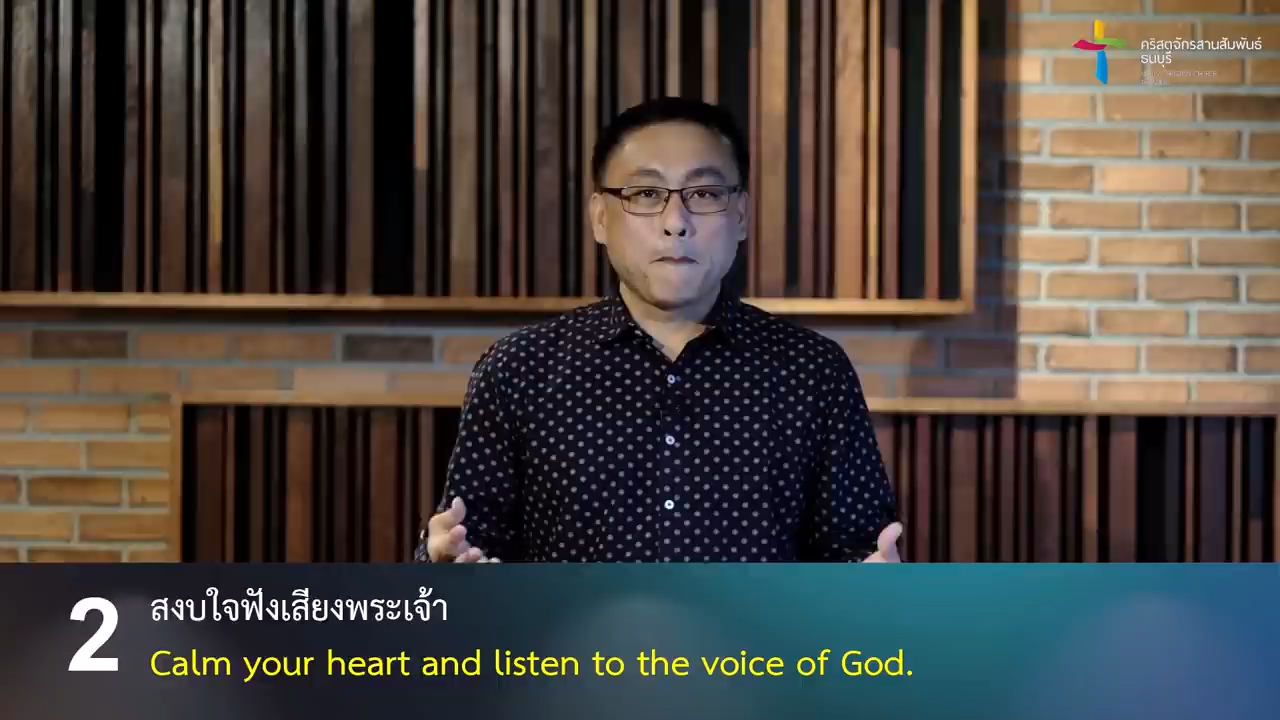 คริสตจักรสานสัมพันธ์
ธนบุรี
2
สงบใจฟังเสียงพระเจ้า
Calm your heart and listen to the voice of God.